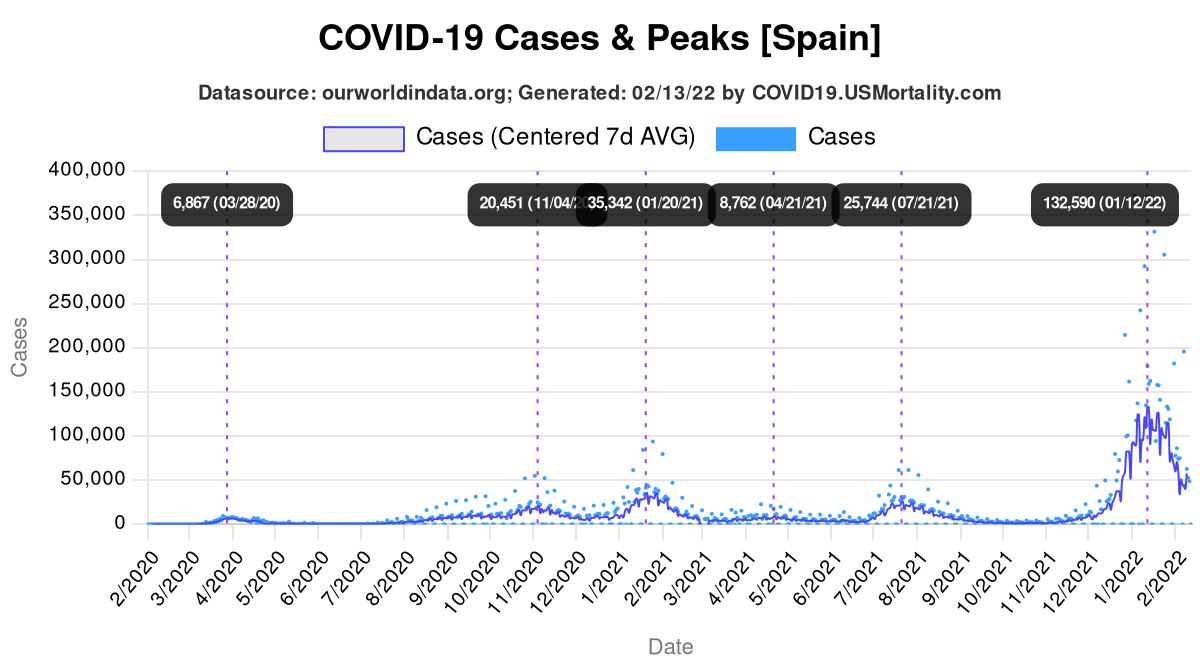 COVID-19 Cases & Peaks [Spain]
Datasource: ourworldindata.org; Generated: 02/13/22 by COVID19.USMortality.com
Cases (Centered 7d AVG) Cases
400,000
6,867 (03/28/20) 20,451 (11/04/ 35,342 (01/20/21) 8,762 (04/21/21) 25,744 (07/21/21) 132,590 (01/12/22)
350,000
300,000
250,000
200,000
150,000
100,000
50,000
0
Cases
2/2020 3/2020 4/2020 5/2020 6/2020 7/2020 8/2020 9/2020 10/2020 11/2020 12/2020 1/2021 2/2021 3/2021 4/2021 5/2021 6/2021 7/2021 8/2021 9/2021 10/2021 11/2021 12/2021 1/2022 2/2022
Date